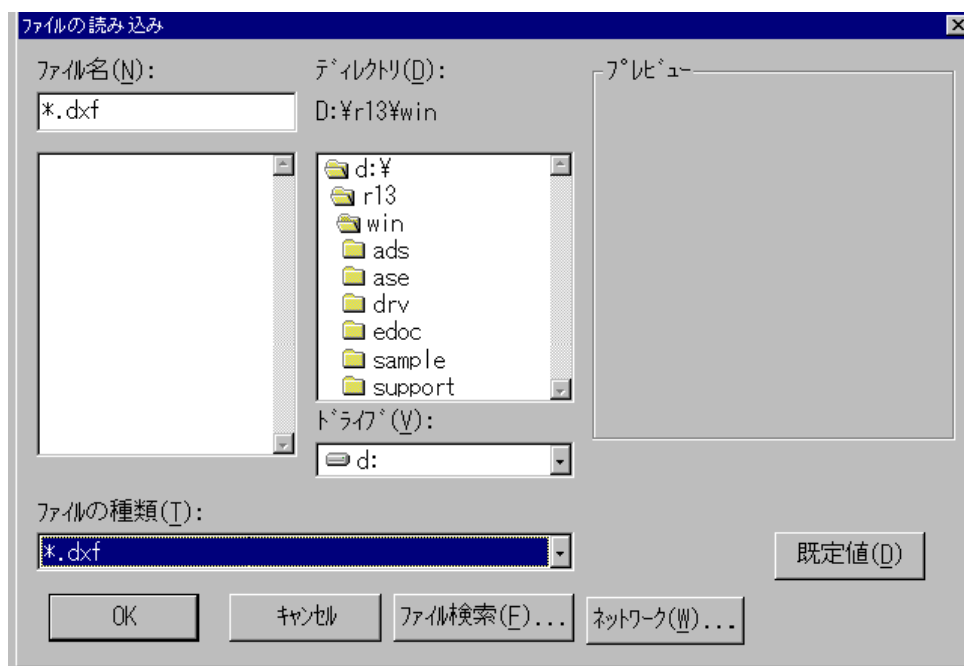 ﾌｧｲﾙの読み込み
ﾌｧｲﾙ名(N):
*.dxf
ﾃﾞｨﾚｸﾄﾘ(D):
D:¥r13¥win
d:¥
r13
win
ads
ase
drv
edoc
sample
support
ﾄﾞﾗｲﾌﾞ(V):
d:
ﾌﾟﾚﾋﾞｭｰ
ﾌｧｲﾙの種類(T):
*.dxf
既定値(D)
OK
ｷｬﾝｾﾙ
ﾌｧｲﾙ検索(F)...
ﾈｯﾄﾜｰｸ(W)...